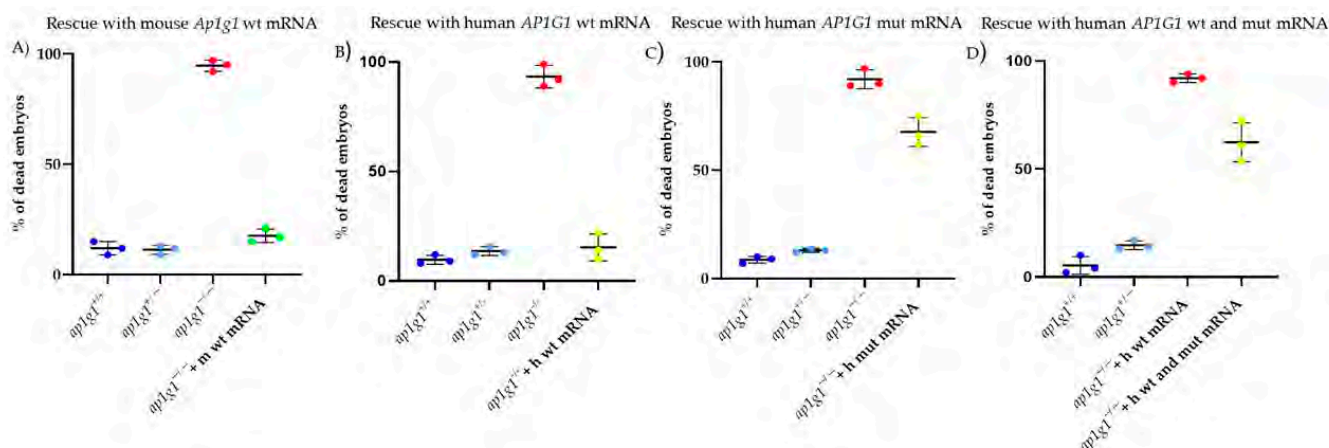 Rescue with mouse Ap1g1 wt mRNA
A)
% of dead embryos
100
50
0
ap1g1+/+
ap1g1+/−
ap1g1−/−
ap1g1−/− + m wt mRNA
Rescue with human AP1G1 wt mRNA
B)
% of dead embryos
100
50
0
ap1g1+/+
ap1g1+/-
ap1g1-/-
ap1g1-/- + h wt mRNA
Rescue with human AP1G1 mut mRNA
C)
% of dead embryos
100
50
0
ap1g1+/+
ap1g1+/−
ap1g1−/−
ap1g1−/− + h mut mRNA
Rescue with human AP1G1 wt and mut mRNA
D)
% of dead embryos
100
50
0
ap1g1+/+
ap1g1+/−
ap1g1−/− + h wt mRNA
ap1g1−/− + h wt and mut mRNA